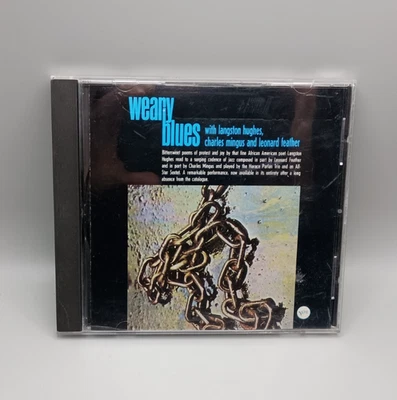 weary
blues
with langston hughes,
charles mingus and leonard feather
Bittersweet poems of protest and joy by that fine African American poet Langston
Hughes read to a surging cadence of jazz composed in part by Leonard Feather
and in part by Charles Mingus and played by the Horace Parlan Trio and an All-
Star Sextet. A remarkable performance, now available in its entirety after a long
absence from the catalogue.